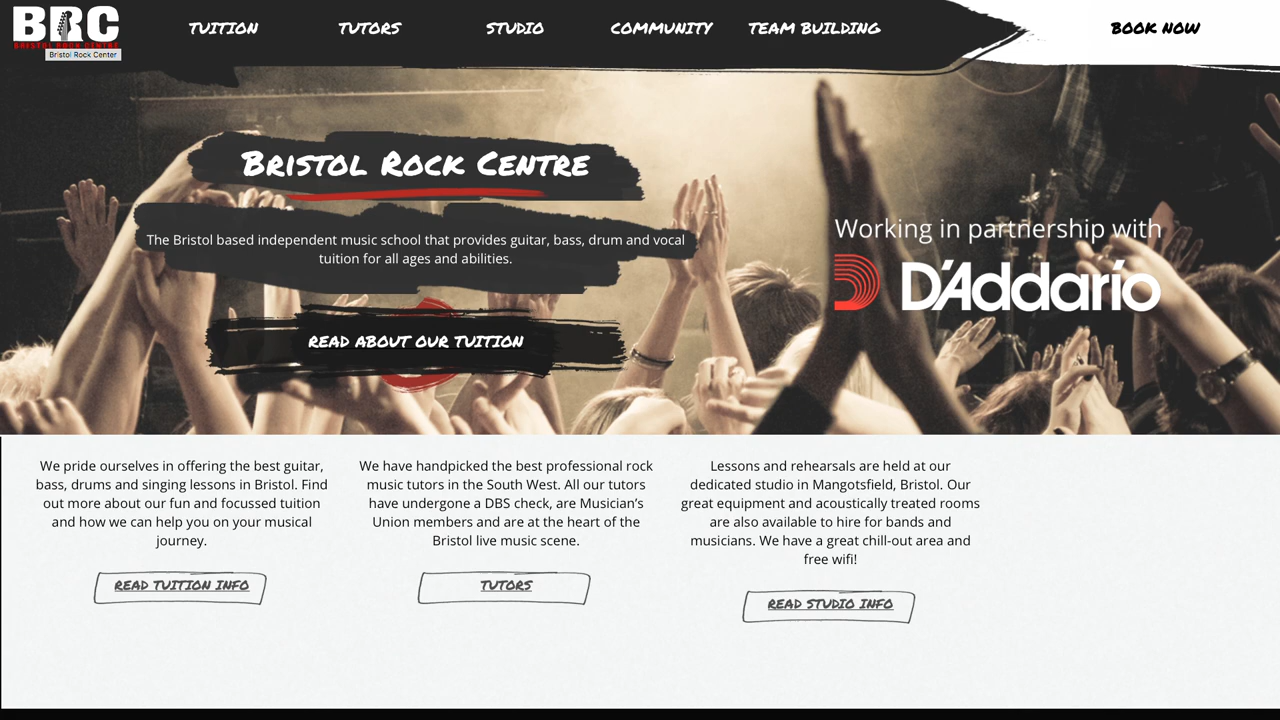 BRC
BRISTOL ROCK CENTRE
Bristol Rock Center
TUITION
TUTORS
STUDIO
COMMUNITY
TEAM BUILDING
BOOK NOW
BRISTOL ROCK CENTRE
The Bristol based independent music school that provides guitar, bass, drum and vocal
tuition for all ages and abilities.
READ ABOUT OUR TUITION
Working in partnership with
D'Addario
We pride ourselves in offering the best guitar,
bass, drums and singing lessons in Bristol. Find
out more about our fun and focussed tuition
and how we can help you on your musical
journey.
READ TUITION INFO
We have handpicked the best professional rock
music tutors in the South West. All our tutors
have undergone a DBS check, are Musician’s
Union members and are at the heart of the
Bristol live music scene.
TUTORS
Lessons and rehearsals are held at our
dedicated studio in Mangotsfield, Bristol. Our
great equipment and acoustically treated rooms
are also available to hire for bands and
musicians. We have a great chill-out area and
free wifi!
READ STUDIO INFO